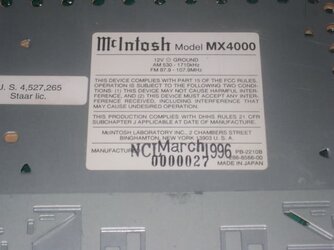 McIntosh Model MX4000
12V ⏚ GROUND
AM 530 - 1710kHz
FM 87.9 - 107.9MHz
THIS DEVICE COMPLIES WITH PART 15 OF THE FCC RULES
OPERATION IS SUBJECT TO THE FOLLOWING TWO CONDI-
TIONS. (1) THIS DEVICE MAY NOT CAUSE HARMFUL INTER-
FERENCE, AND (2) THIS DEVICE MUST ACCEPT ANY INTER-
FERENCE RECEIVED, INCLUDING INTERFERENCE THAT
MAY CAUSE UNDESIRED OPERATION
THIS PRODUCTION COMPLIES WITH DHHS RULES 21 CFR
SUBCHAPTER J APPLICABLE AT DATE OF MANUFACTURE.
McINTOSH LABORATORY INC., 2 CHAMBERS STREET
BINGHAMTON, NEW YORK 13903 U.S.
MANUFACTURE
NCI March 1996
0000027
PB-2210B
MADE IN JAPAN
U. S. 4,527,265
Staar lic.